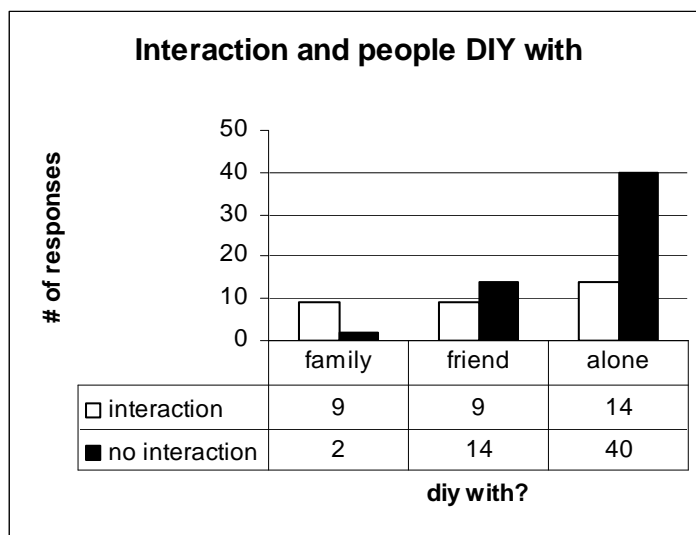 Interaction and people DIY with
# of responses
50
40
30
20
10
0
family friend alone
interaction 9 9 14
no interaction 2 14 40
diy with?